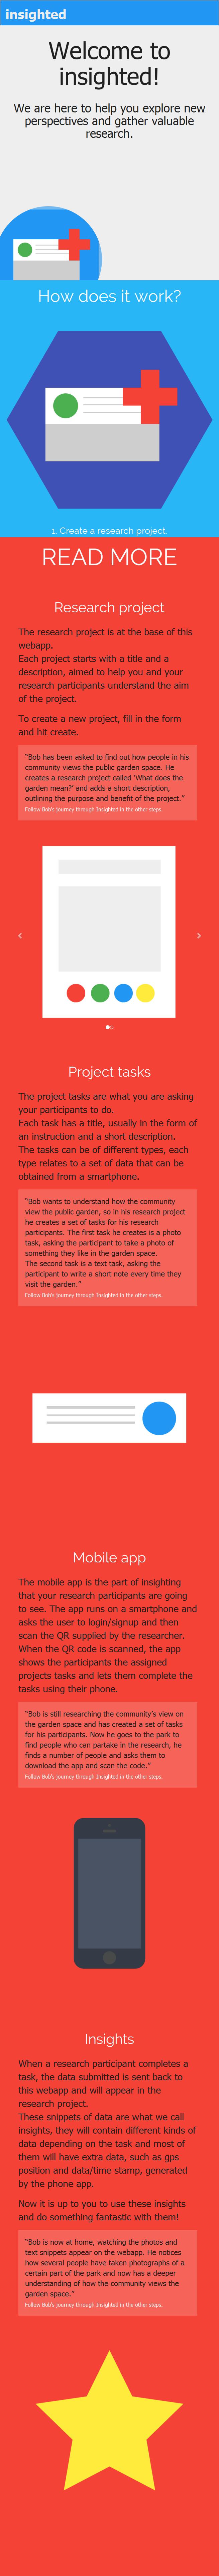 insighted
Welcome to
insighted!
We are here to help you explore new
perspectives and gather valuable
research.
How does it work?
1. Create a research project.
READ MORE
Research project
The research project is at the base of this
webapp.
Each project starts with a title and a
description, aimed to help you and your
research participants understand the aim
of the project.
To create a new project, fill in the form
and hit create.
“Bob has been asked to find out how people in his
community views the public garden space. He
creates a research project called ‘What does the
garden mean?’ and adds a short description,
outlining the purpose and benefit of the project.”
Follow Bob's journey through Insighted in the other steps.
Project tasks
The project tasks are what you are asking
your participants to do.
Each task has a title, usually in the form of
an instruction and a short description.
The tasks can be of different types, each
type relates to a set of data that can be
obtained from a smartphone.
“Bob wants to understand how the community
view the public garden, so in his research project
he creates a set of tasks for his research
participants. The first task he creates is a photo
task, asking the participant to take a photo of
something they like in the garden space.
The second task is a text task, asking the
participant to write a short note every time they
visit the garden.”
Follow Bob's journey through Insighted in the other steps.
Mobile app
The mobile app is the part of insighting
that your research participants are going
to see. The app runs on a smartphone and
asks the user to login/signup and then
scan the QR supplied by the researcher.
When the QR code is scanned, the app
shows the participants the assigned
projects tasks and lets them complete the
tasks using their phone.
“Bob is still researching the community’s view on
the garden space and has created a set of tasks
for his participants. Now he goes to the park to
find people who can partake in the research, he
finds a number of people and asks them to
download the app and scan the code.”
Follow Bob's journey through Insighted in the other steps.
Insights
When a research participant completes a
task, the data submitted is sent back to
this webapp and will appear in the
research project.
These snippets of data are what we call
insights, they will contain different kinds of
data depending on the task and most of
them will have extra data, such as gps
position and data/time stamp, generated
by the phone app.
Now it is up to you to use these insights
and do something fantastic with them!
“Bob is now at home, watching the photos and
text snippets appear on the webapp. He notices
how several people have taken photographs of a
certain part of the park and now has a deeper
understanding of how the community views the
garden space.”
Follow Bob's journey through Insighted in the other steps.